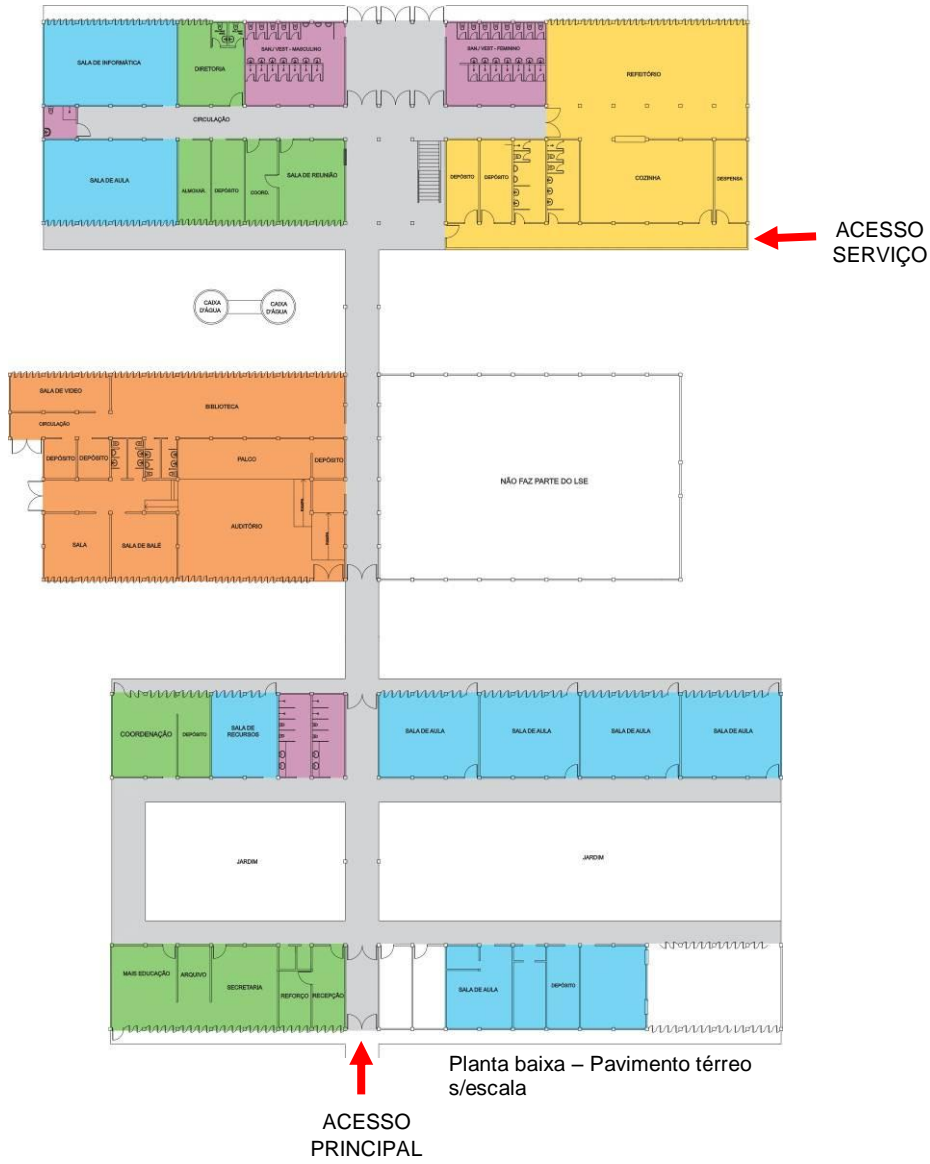 SALA DE INFORMÁTICA
DIRETORIA
SAN./ VEST - MASCULINO
SAN./ VEST - FEMININO
REFEITÓRIO
CIRCULAÇÃO
SALA DE AULA
ALMOXAR.
DEPÓSITO
COORD.
SALA DE REUNIÃO
DEPÓSITO
DEPÓSITO
COZINHA
DESPENSA
ACESSO
SERVIÇO
CAIXA
D'ÁGUA
CAIXA
D'ÁGUA
SALA DE VIDEO
BIBLIOTECA
CIRCULAÇÃO
DEPÓSITO
DEPÓSITO
PALCO
DEPÓSITO
NÃO FAZ PARTE DO LSE
AUDITÓRIO
SALA
SALA DE BALÉ
COORDENAÇÃO
DEPÓSITO
SALA DE
RECURSOS
SALA DE AULA
SALA DE AULA
SALA DE AULA
SALA DE AULA
JARDIM
JARDIM
MAIS EDUCAÇÃO
ARQUIVO
SECRETARIA
REFORÇO
RECEPÇÃO
SALA DE AULA
DEPÓSITO
Planta baixa – Pavimento térreo
s/escala
ACESSO
PRINCIPAL